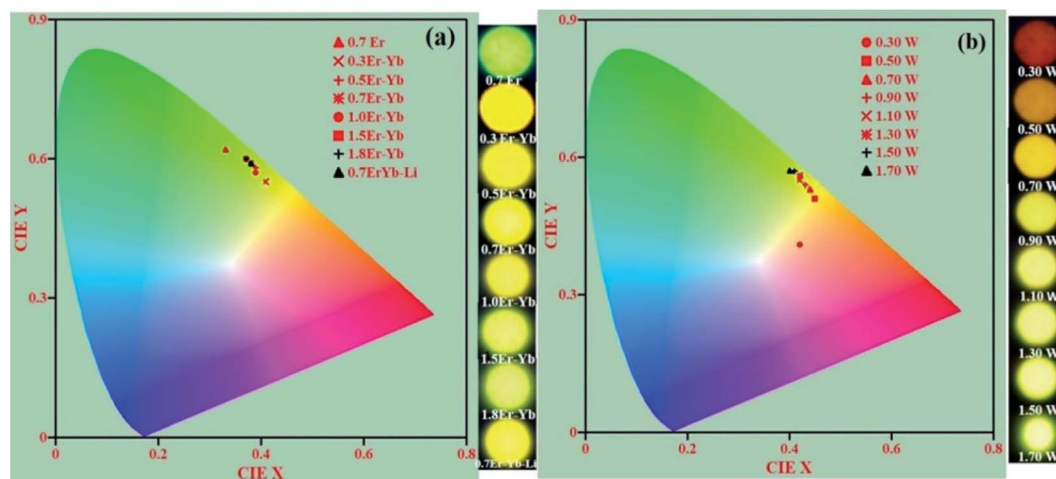 0.9
0.6
0.3
0
0
0.2
0.4
0.6
0.8
CIE Y
CIE X
(a)
0.7 Er
0.3Er-Yb
0.5Er-Yb
0.7Er-Yb
1.0Er-Yb
1.5Er-Yb
1.8Er-Yb
0.7ErYb-Li
0.7 Er
0.3 Er-Yb
0.5Er-Yb
0.7Er-Yb
1.0Er-Yb
1.5Er-Yb
1.8Er-Yb
0.7Er-Yb-Li
0.9
0.6
0.3
0
0
0.2
0.4
0.6
0.8
CIE Y
CIE X
(b)
0.30 W
0.50 W
0.70 W
0.90 W
1.10 W
1.30 W
1.50 W
1.70 W
0.30 W
0.50 W
0.70 W
0.90 W
1.10 W
1.30 W
1.50 W
1.70 W